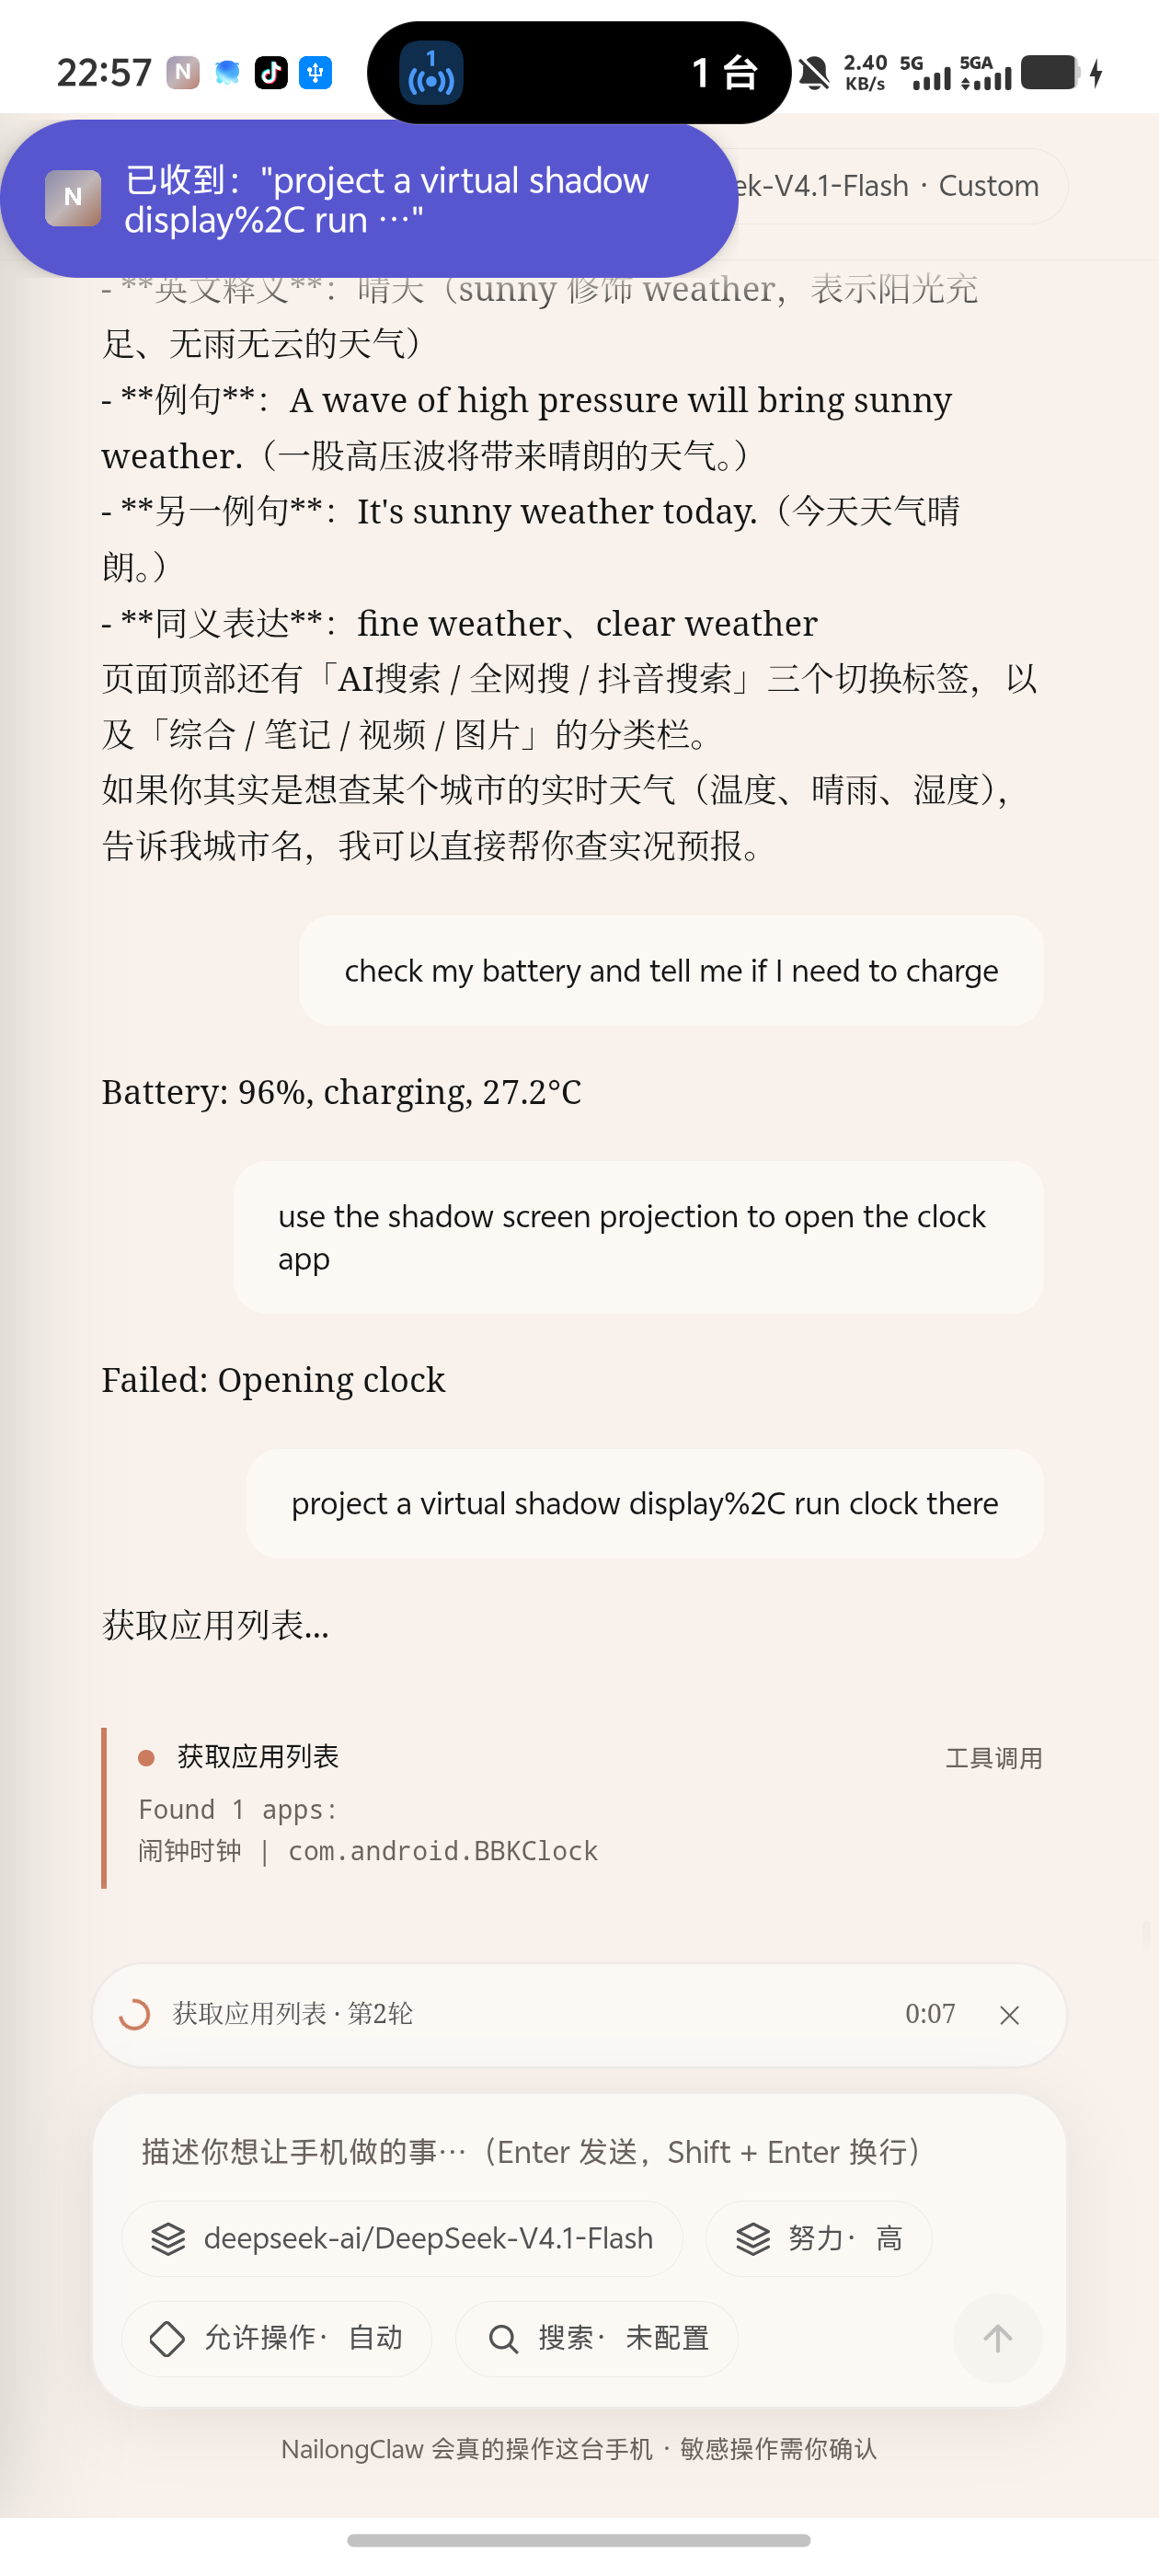 22:57
N
1
1 台
2.40
KB/s
5G
5GA
N
已收到："project a virtual shadow
display%2C run …"
ek-V4.1-Flash · Custom
- **英文释义**：晴天（sunny 修饰 weather，表示阳光充
足、无雨无云的天气）
- **例句**：A wave of high pressure will bring sunny
weather.（一股高压波将带来晴朗的天气。）
- **另一例句**：It's sunny weather today.（今天天气晴
朗。）
- **同义表达**：fine weather、clear weather
页面顶部还有「AI搜索 / 全网搜 / 抖音搜索」三个切换标签，以
及「综合 / 笔记 / 视频 / 图片」的分类栏。
如果你其实是想查某个城市的实时天气（温度、晴雨、湿度），
告诉我城市名，我可以直接帮你查实况预报。
check my battery and tell me if I need to charge
Battery: 96%, charging, 27.2°C
use the shadow screen projection to open the clock
app
Failed: Opening clock
project a virtual shadow display%2C run clock there
获取应用列表...
获取应用列表
工具调用
Found 1 apps:
闹钟时钟 | com.android.BBKClock
获取应用列表 · 第2轮
0:07
描述你想让手机做的事…（Enter 发送，Shift + Enter 换行）
deepseek-ai/DeepSeek-V4.1-Flash
努力· 高
允许操作· 自动
搜索· 未配置
NailongClaw 会真的操作这台手机 · 敏感操作需你确认